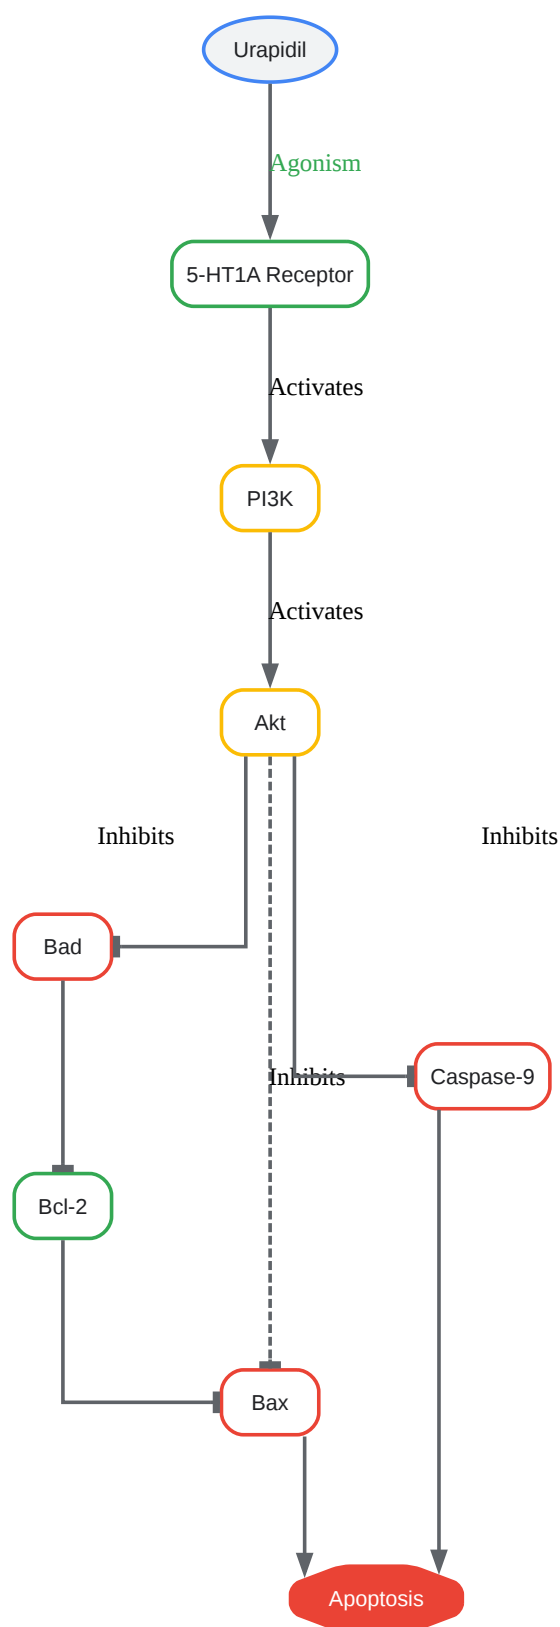 Urapidil
Agonism
5-HT1A Receptor
Activates
PI3K
Activates
Akt
Inhibits
Inhibits
Bad
Inhibits
Caspase-9
Bcl-2
Bax
Apoptosis